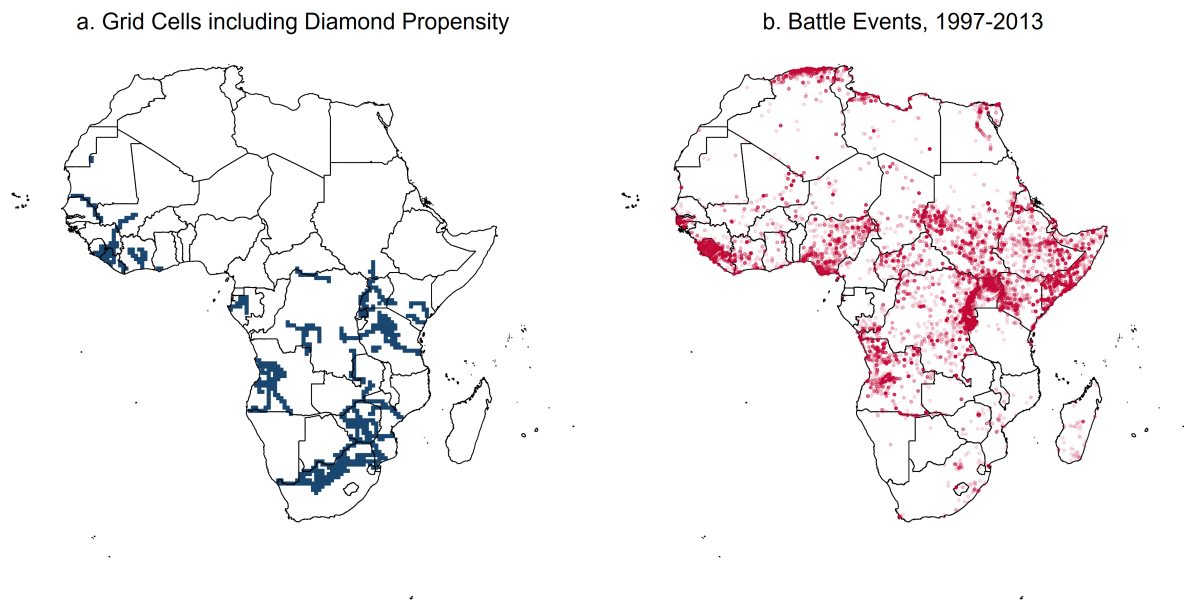 a. Grid Cells including Diamond Propensity
b. Battle Events, 1997-2013